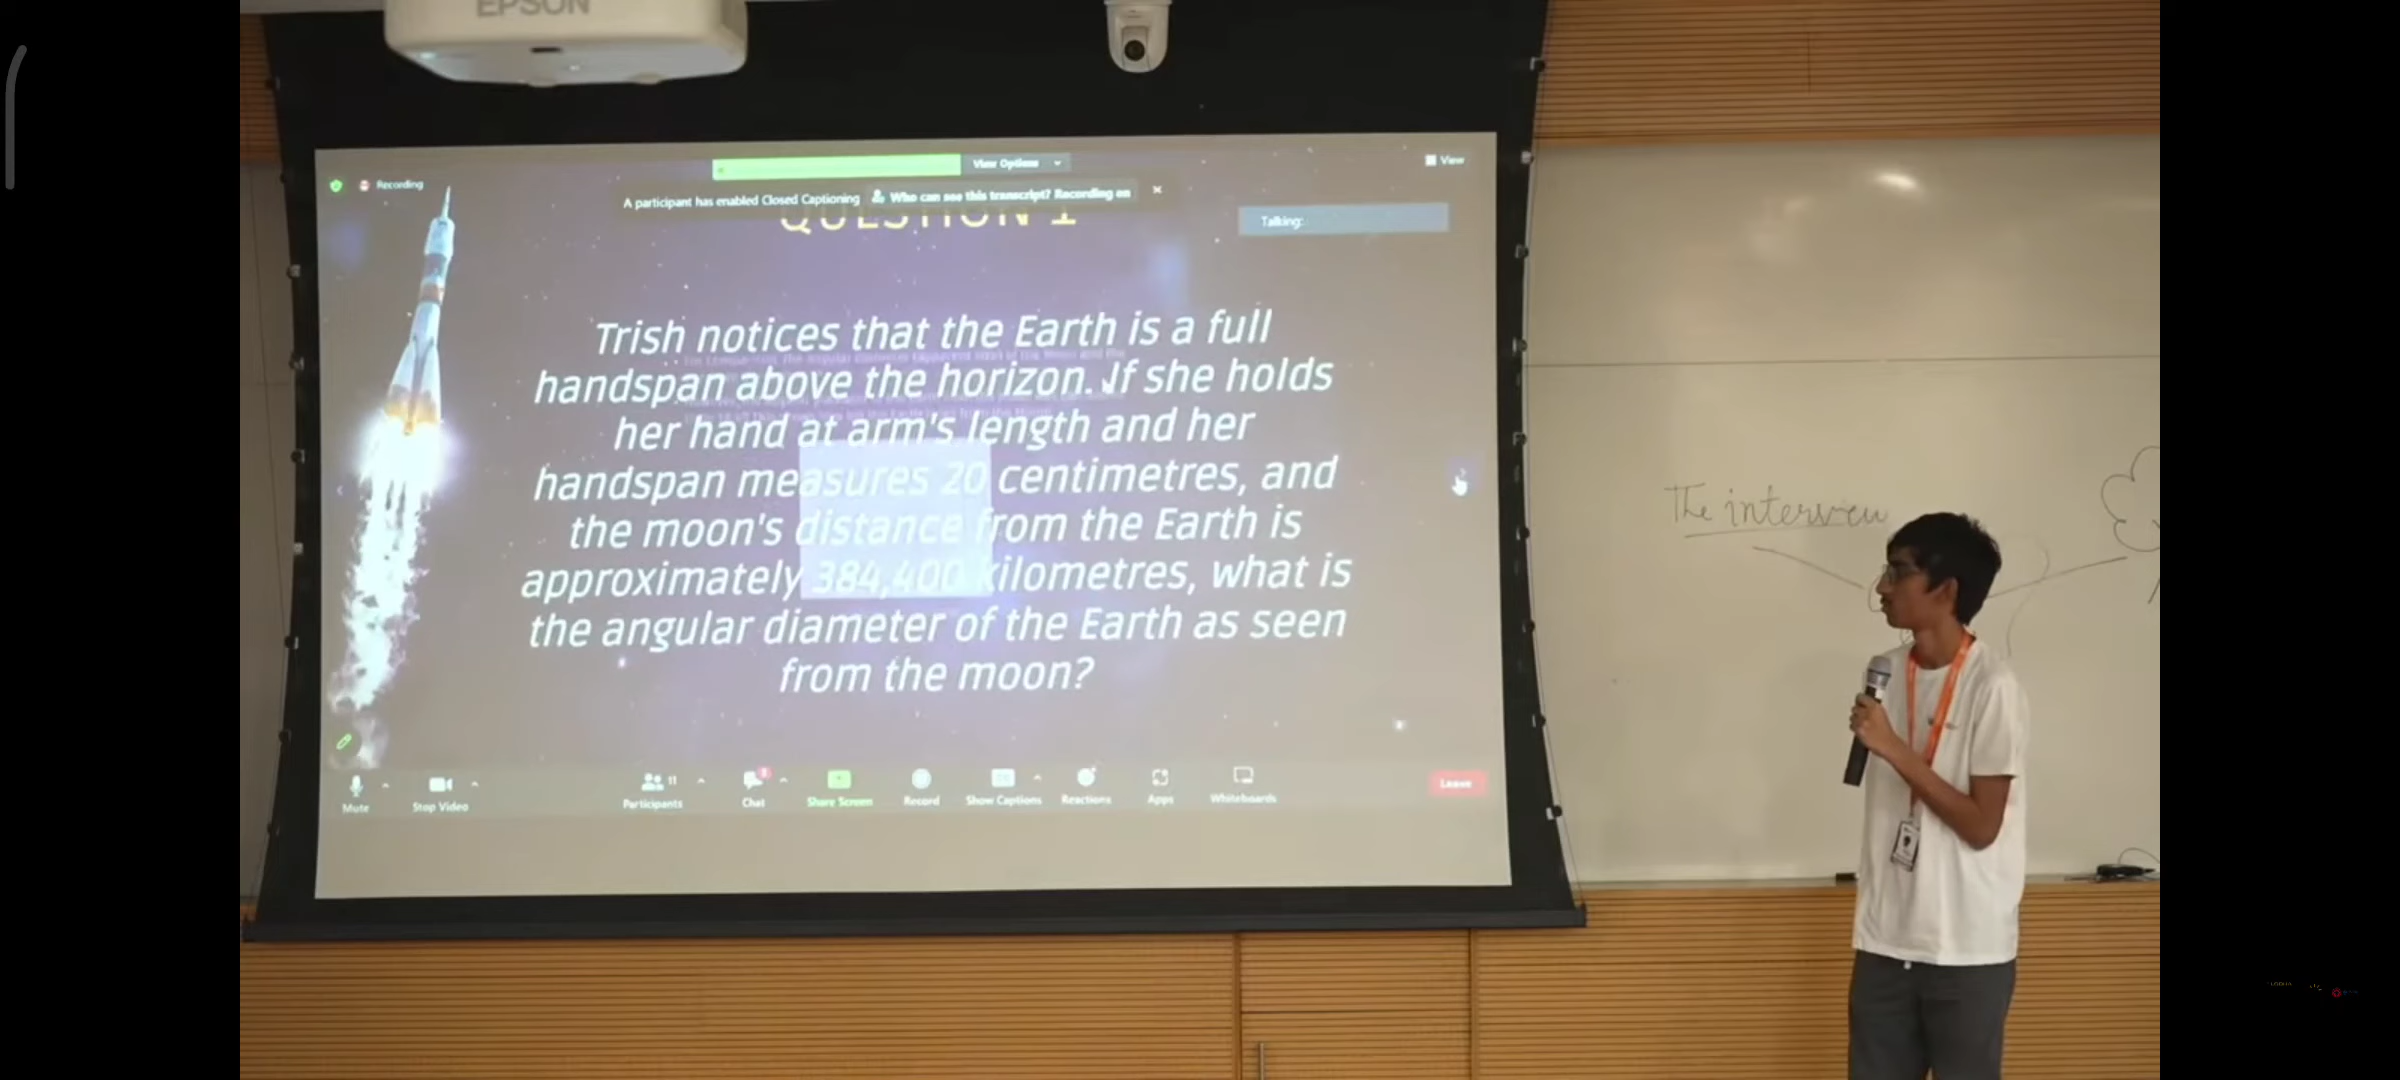 EPSON
View Options
View
Recording
A participant has enabled Closed Captioning Who can see this transcript? Recording on
QUESTION 1
Talking:
Trish notices that the Earth is a full
handspan above the horizon. If she holds
her hand at arm's length and her
handspan measures 20 centimetres, and
the moon's distance from the Earth is
approximately 384,400 kilometres, what is
the angular diameter of the Earth as seen
from the moon?
The interview
Mute
Stop Video
Participants
11
Chat
Share Screen
Record
Show Captions
Reactions
Apps
Whiteboards
Leave